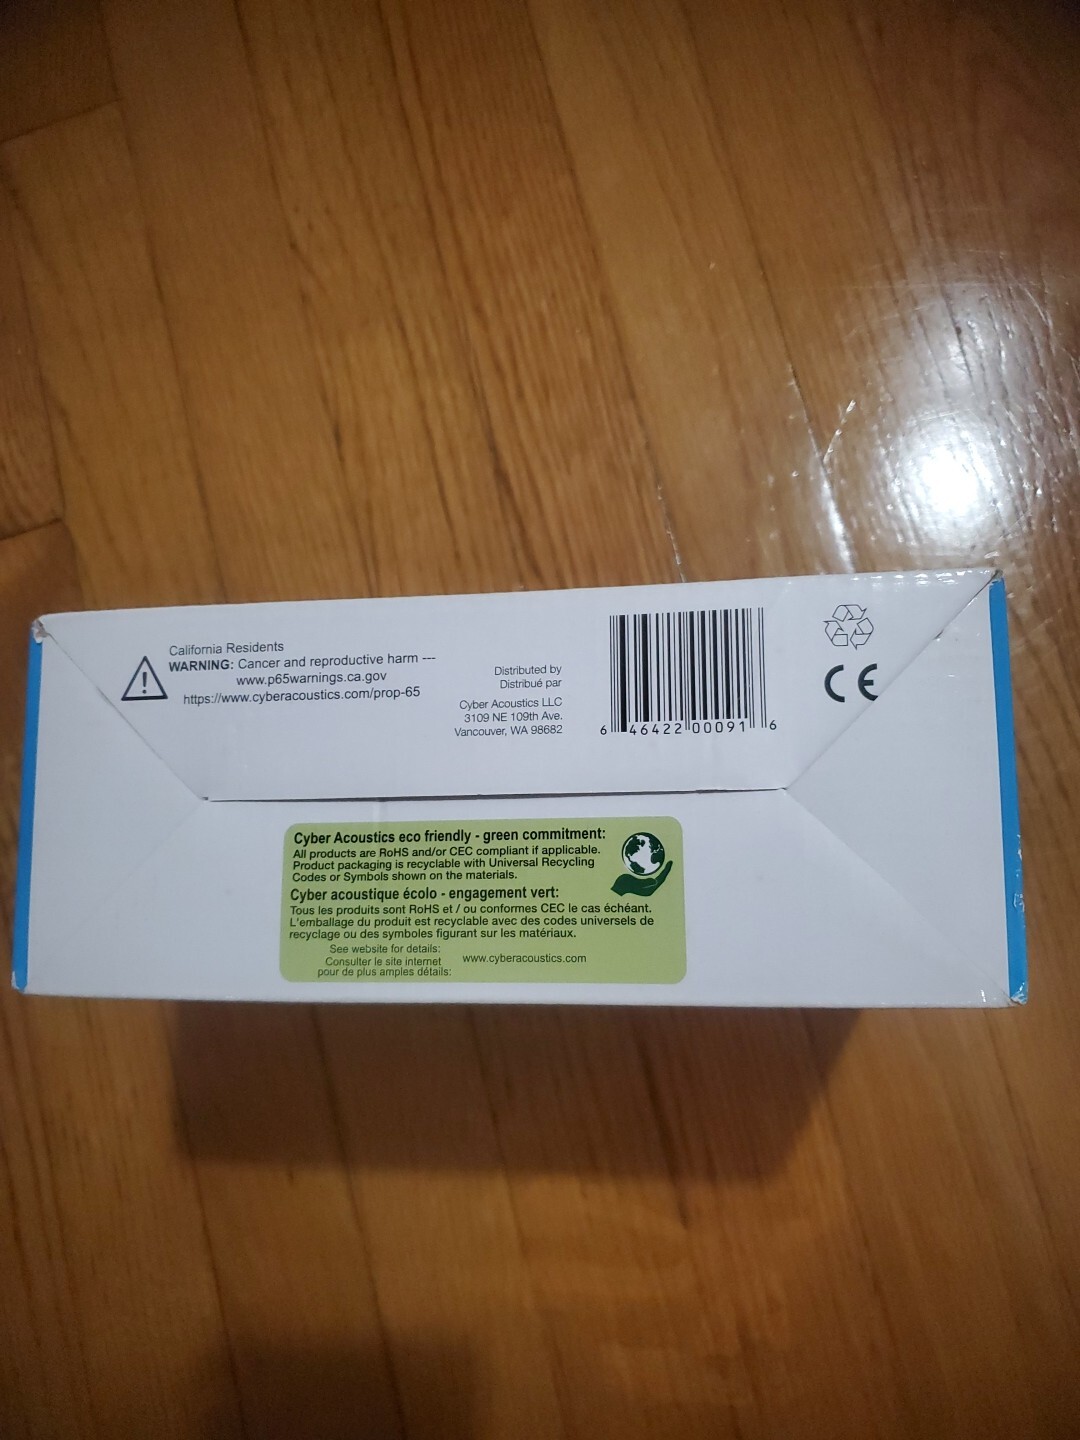 California Residents
WARNING: Cancer and reproductive harm ---
www.p65warnings.ca.gov
https://www.cyberacoustics.com/prop-65
Distributed by
Distribué par
Cyber Acoustics LLC
3109 NE 109th Ave.
Vancouver, WA 98682
6 46422 00091 6
CE
Cyber Acoustics eco friendly - green commitment:
All products are RoHS and/or CEC compliant if applicable.
Product packaging is recyclable with Universal Recycling
Codes or Symbols shown on the materials.
Cyber acoustique écolo - engagement vert:
Tous les produits sont RoHS et / ou conformes CEC le cas échéant.
L'emballage du produit est recyclable avec des codes universels de
recyclage ou des symboles figurant sur les matériaux.
See website for details:
Consulter le site internet
pour de plus amples détails:
www.cyberacoustics.com